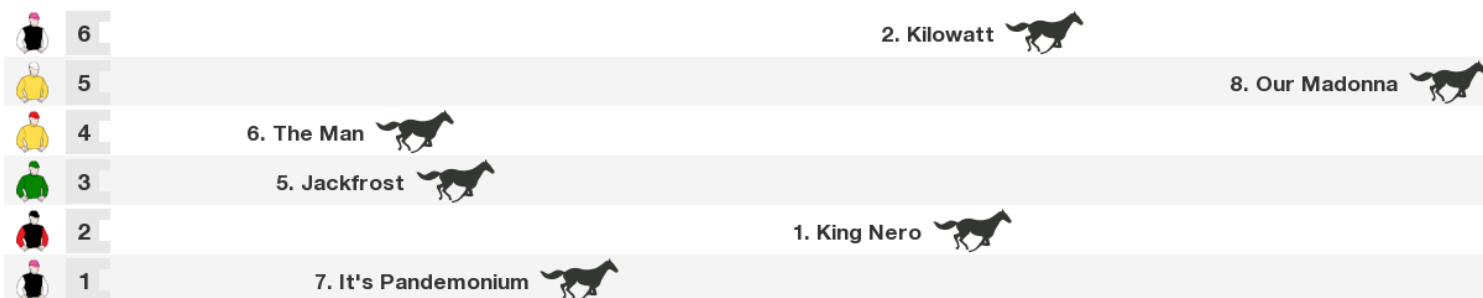 6 2. Kilowatt
5 8. Our Madonna
4 6. The Man
3 5. Jackfrost
2 1. King Nero
1 7. It's Pandemonium